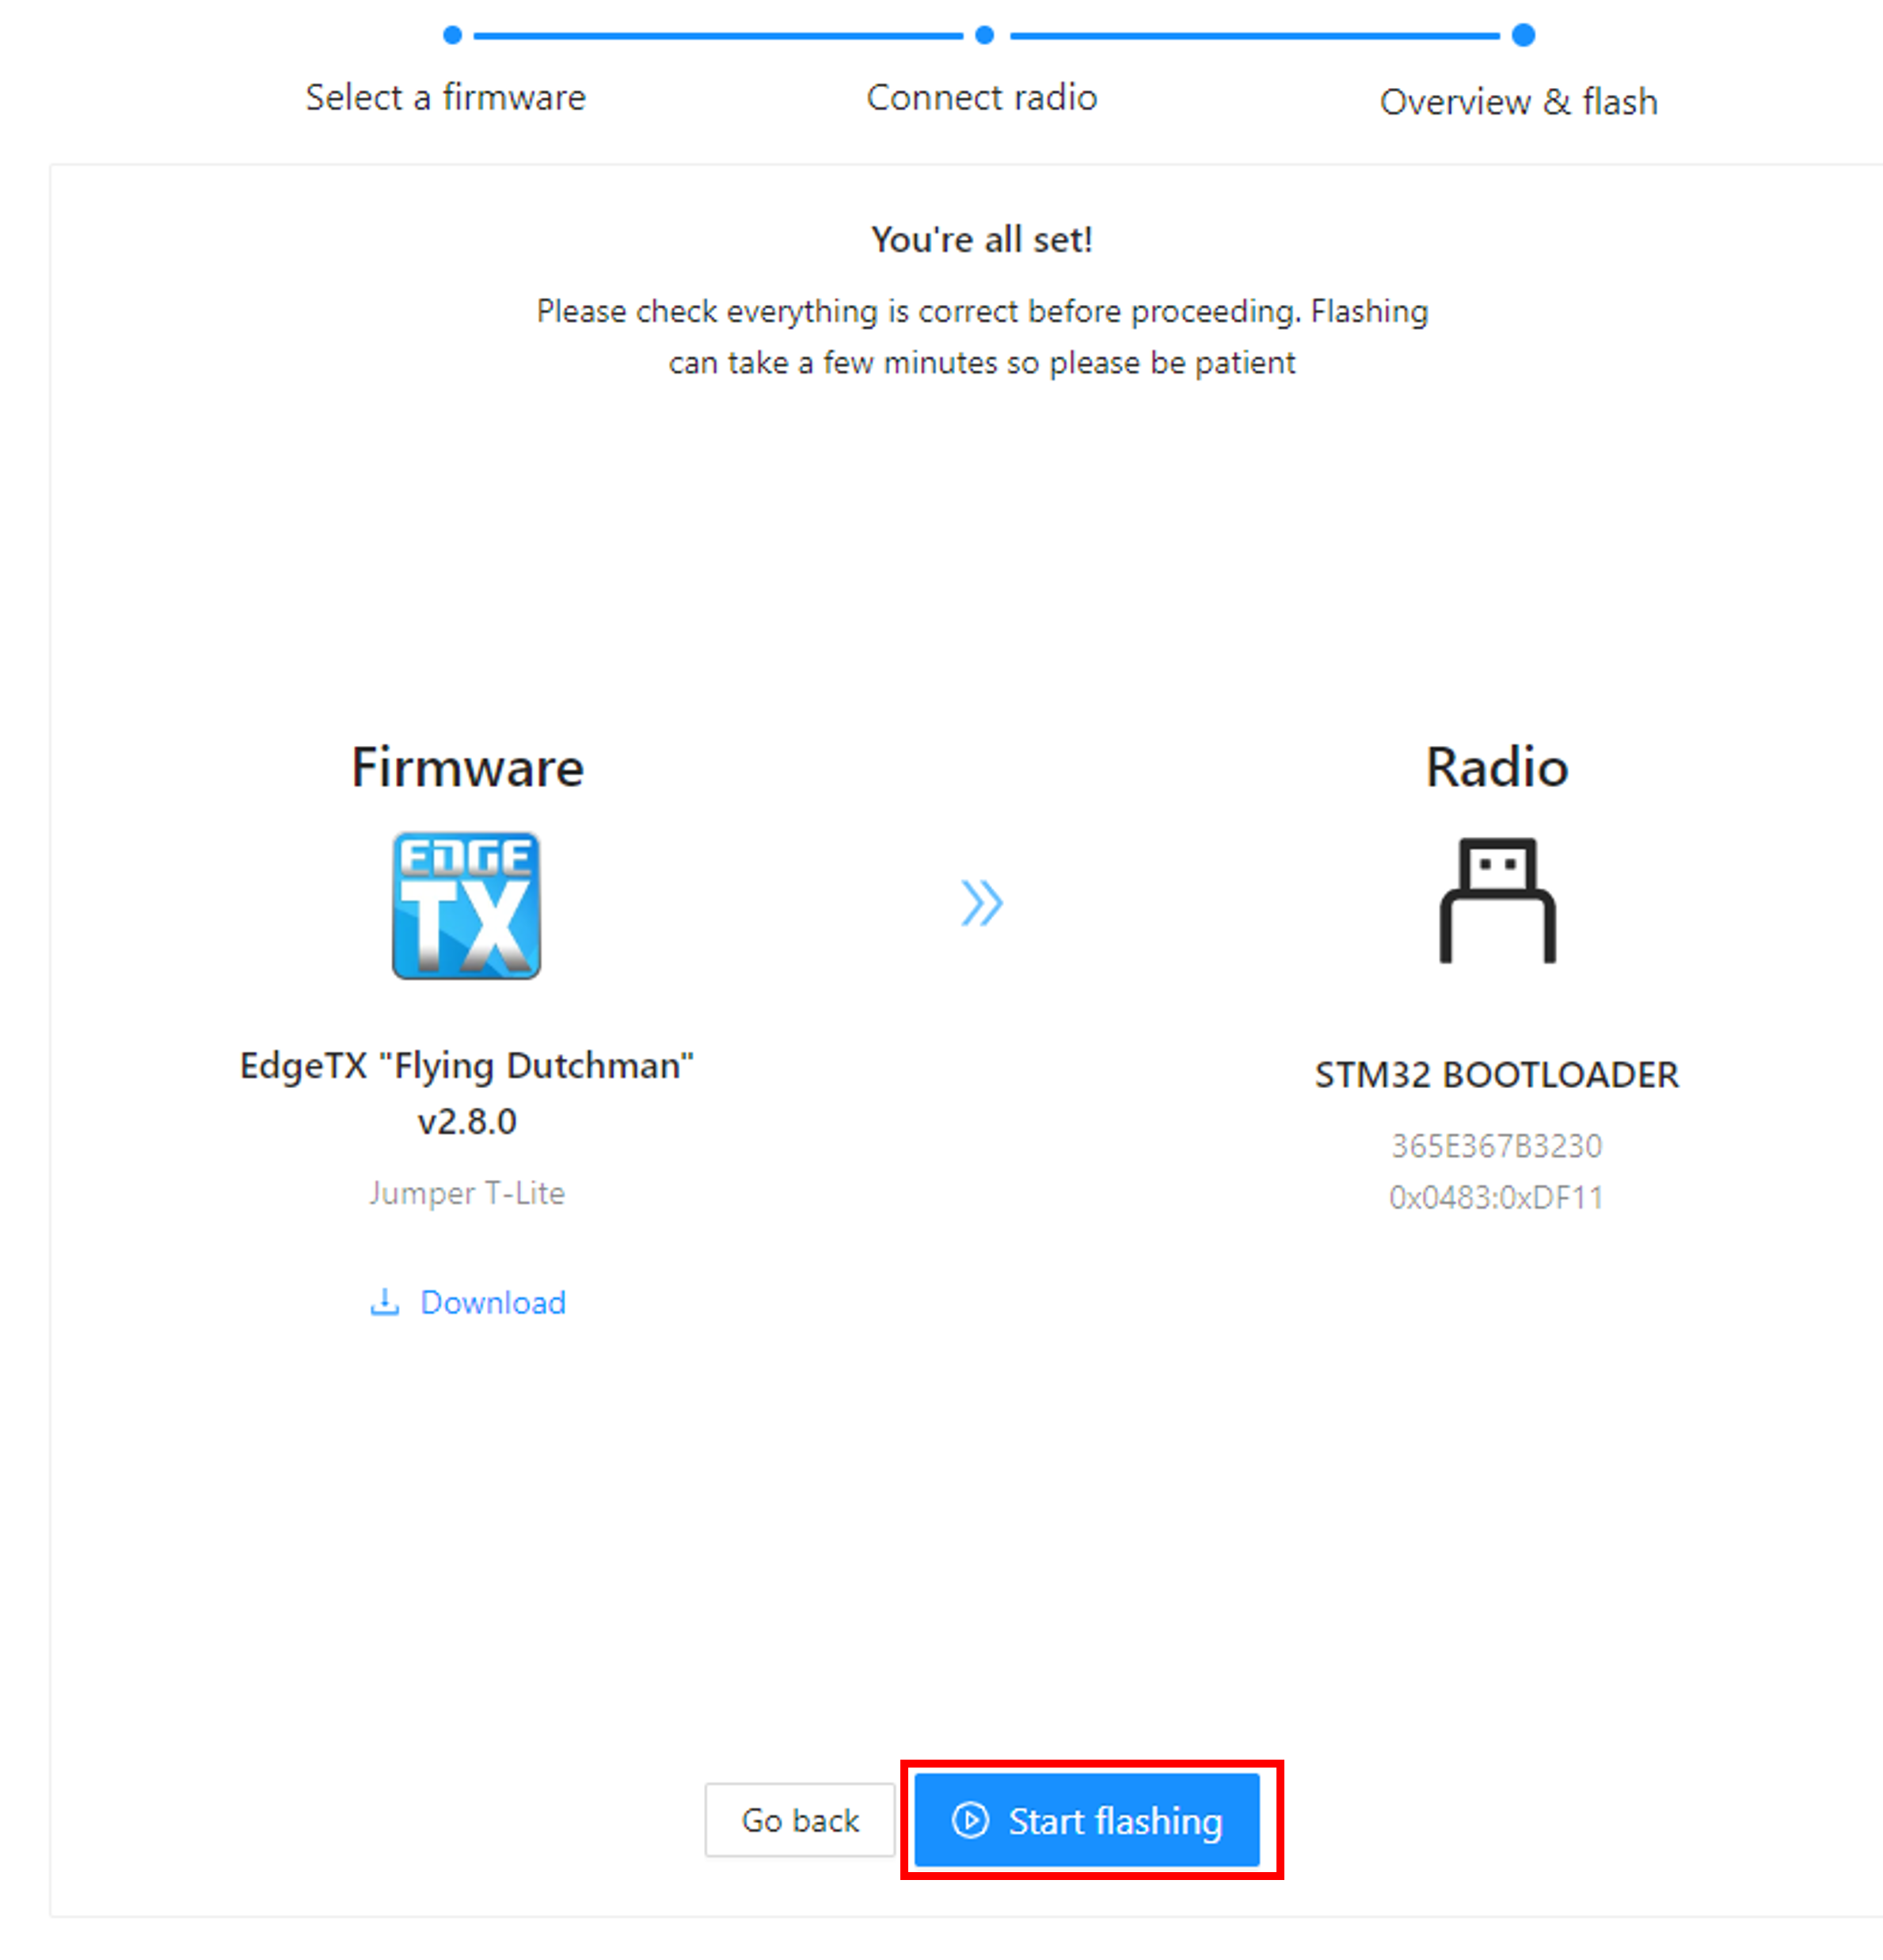 Select a firmware
Connect radio
Overview & flash
You're all set!
Please check everything is correct before proceeding. Flashing
can take a few minutes so please be patient
Firmware
EDGE
TX
EdgeTX "Flying Dutchman"
v2.8.0
Jumper T-Lite
Download
Radio
STM32 BOOTLOADER
365E367B3230
0x0483:0xDF11
Go back
Start flashing